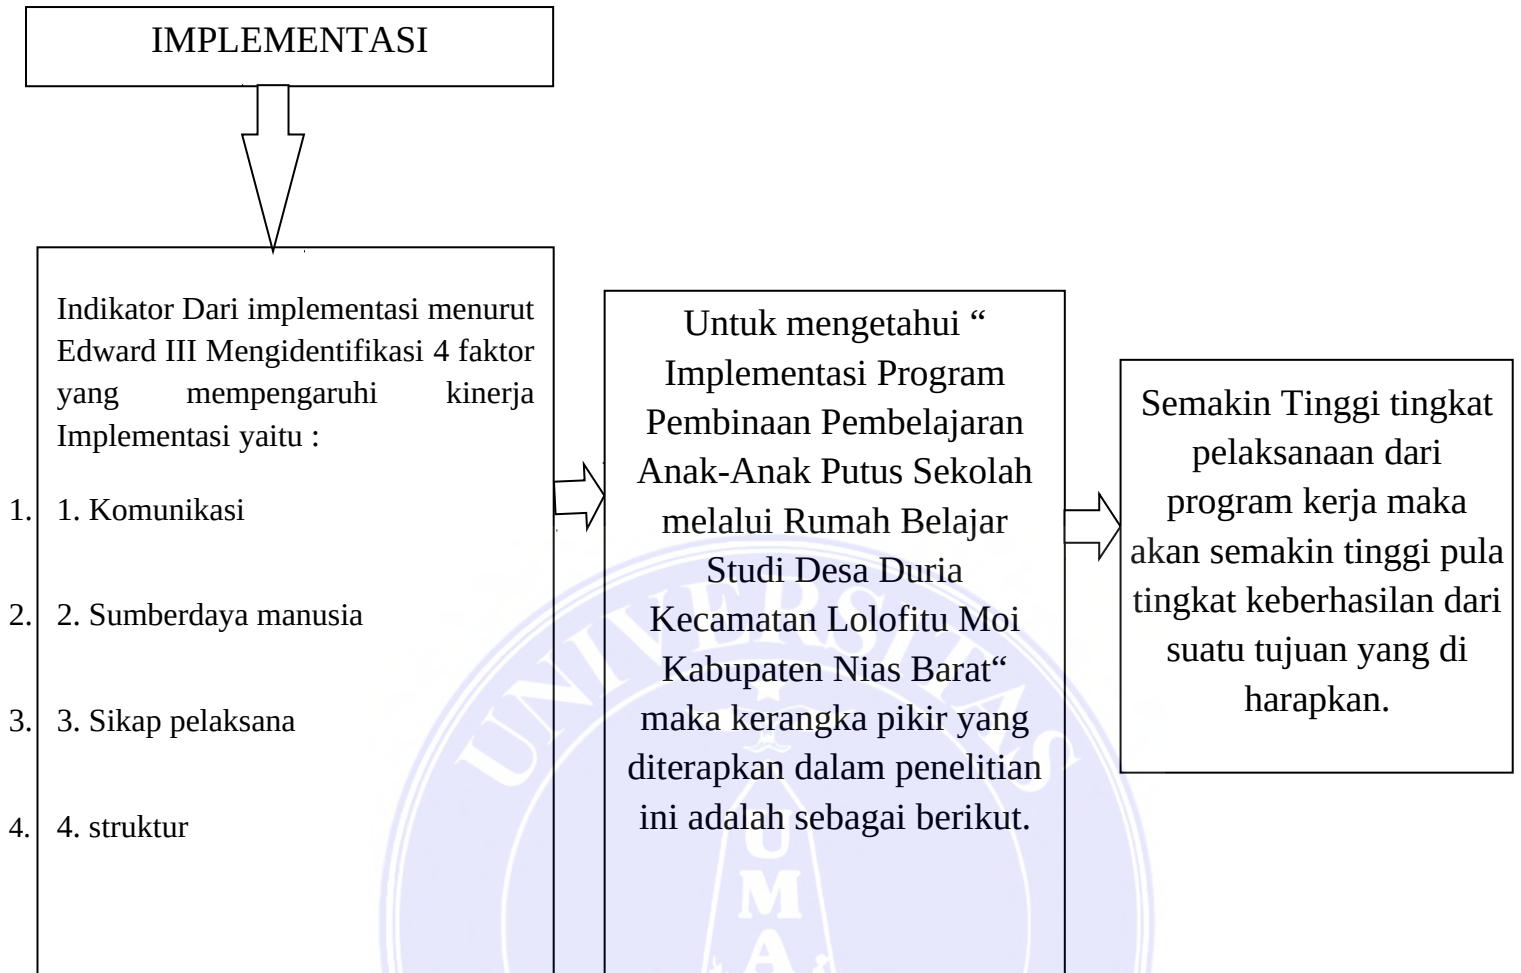 IMPLEMENTASI
Indikator Dari implementasi menurut
Edward III Mengidentifikasi 4 faktor
yang mempengaruhi kinerja
Implementasi yaitu :
1. 1. Komunikasi
2. 2. Sumberdaya manusia
3. 3. Sikap pelaksana
4. 4. struktur
Untuk mengetahui “
Implementasi Program
Pembinaan Pembelajaran
Anak-Anak Putus Sekolah
melalui Rumah Belajar
Studi Desa Duria
Kecamatan Lolofitu Moi
Kabupaten Nias Barat“
maka kerangka pikir yang
diterapkan dalam penelitian
ini adalah sebagai berikut.
Semakin Tinggi tingkat
pelaksanaan dari
program kerja maka
akan semakin tinggi pula
tingkat keberhasilan dari
suatu tujuan yang di
harapkan.
UNIVERSITAS
U
M
A